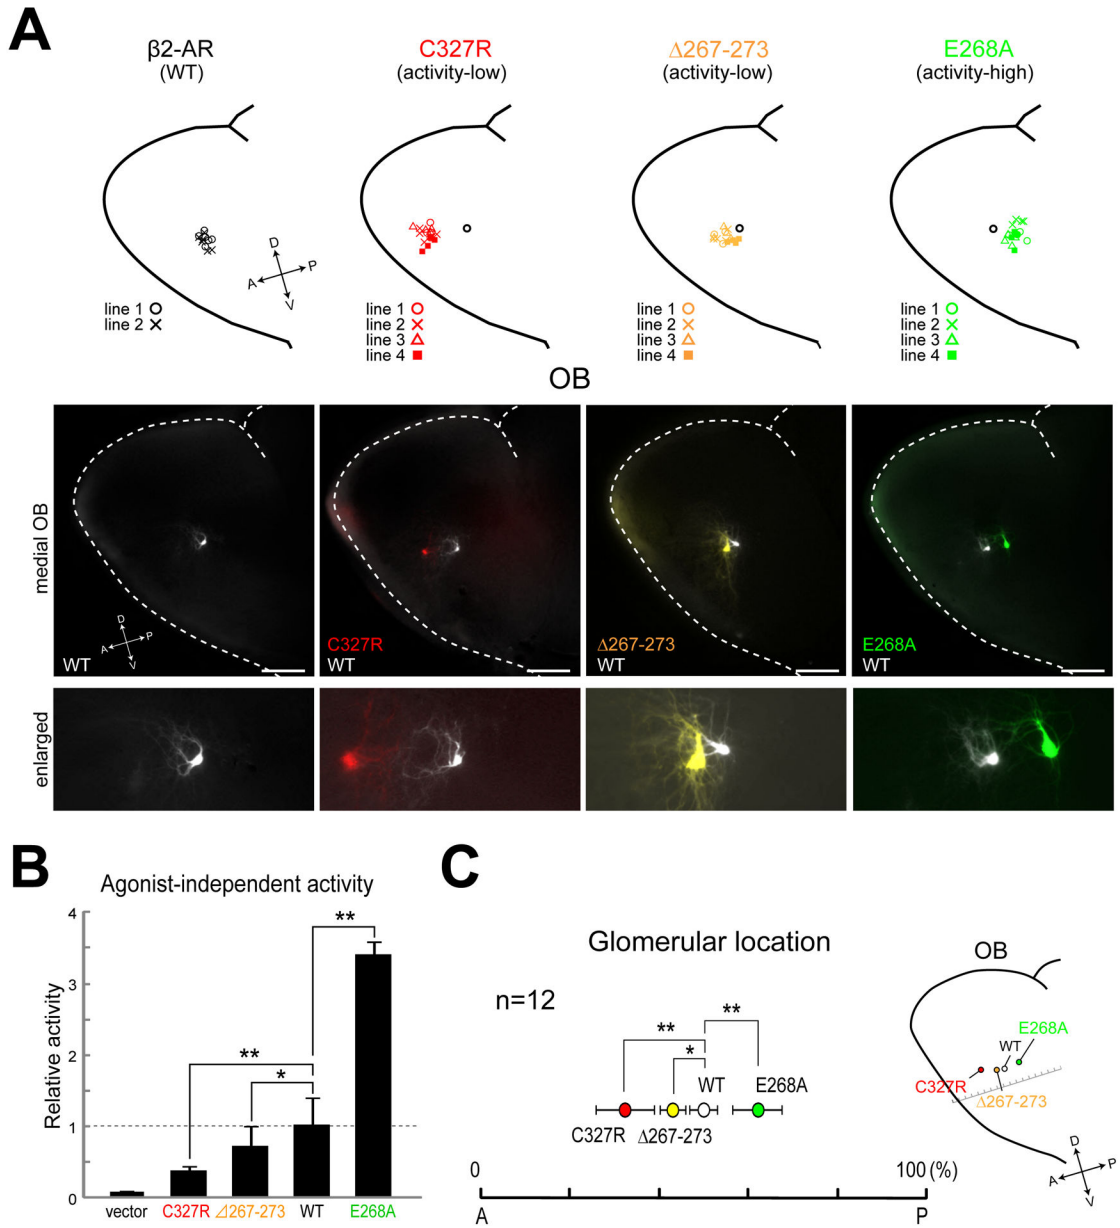 A
β2-AR
(WT)
C327R
(activity-low)
Δ267-273
(activity-low)
E268A
(activity-high)
D
A P
V
line 1
line 2
line 1
line 2
line 3
line 4
line 1
line 2
line 3
line 4
line 1
line 2
line 3
line 4
OB
medial OB
D
A P
V
WT
C327R
WT
Δ267-273
WT
E268A
WT
enlarged
B
Agonist-independent activity
Relative activity
4
3
2
1
0
**
*
**
vector C327R ⊿267-273 WT E268A
C
Glomerular location
n=12
**
**
*
WT
E268A
C327R Δ267-273
0 100 (%)
A P
OB
E268A
WT
C327R
Δ267-273
D
A P
V